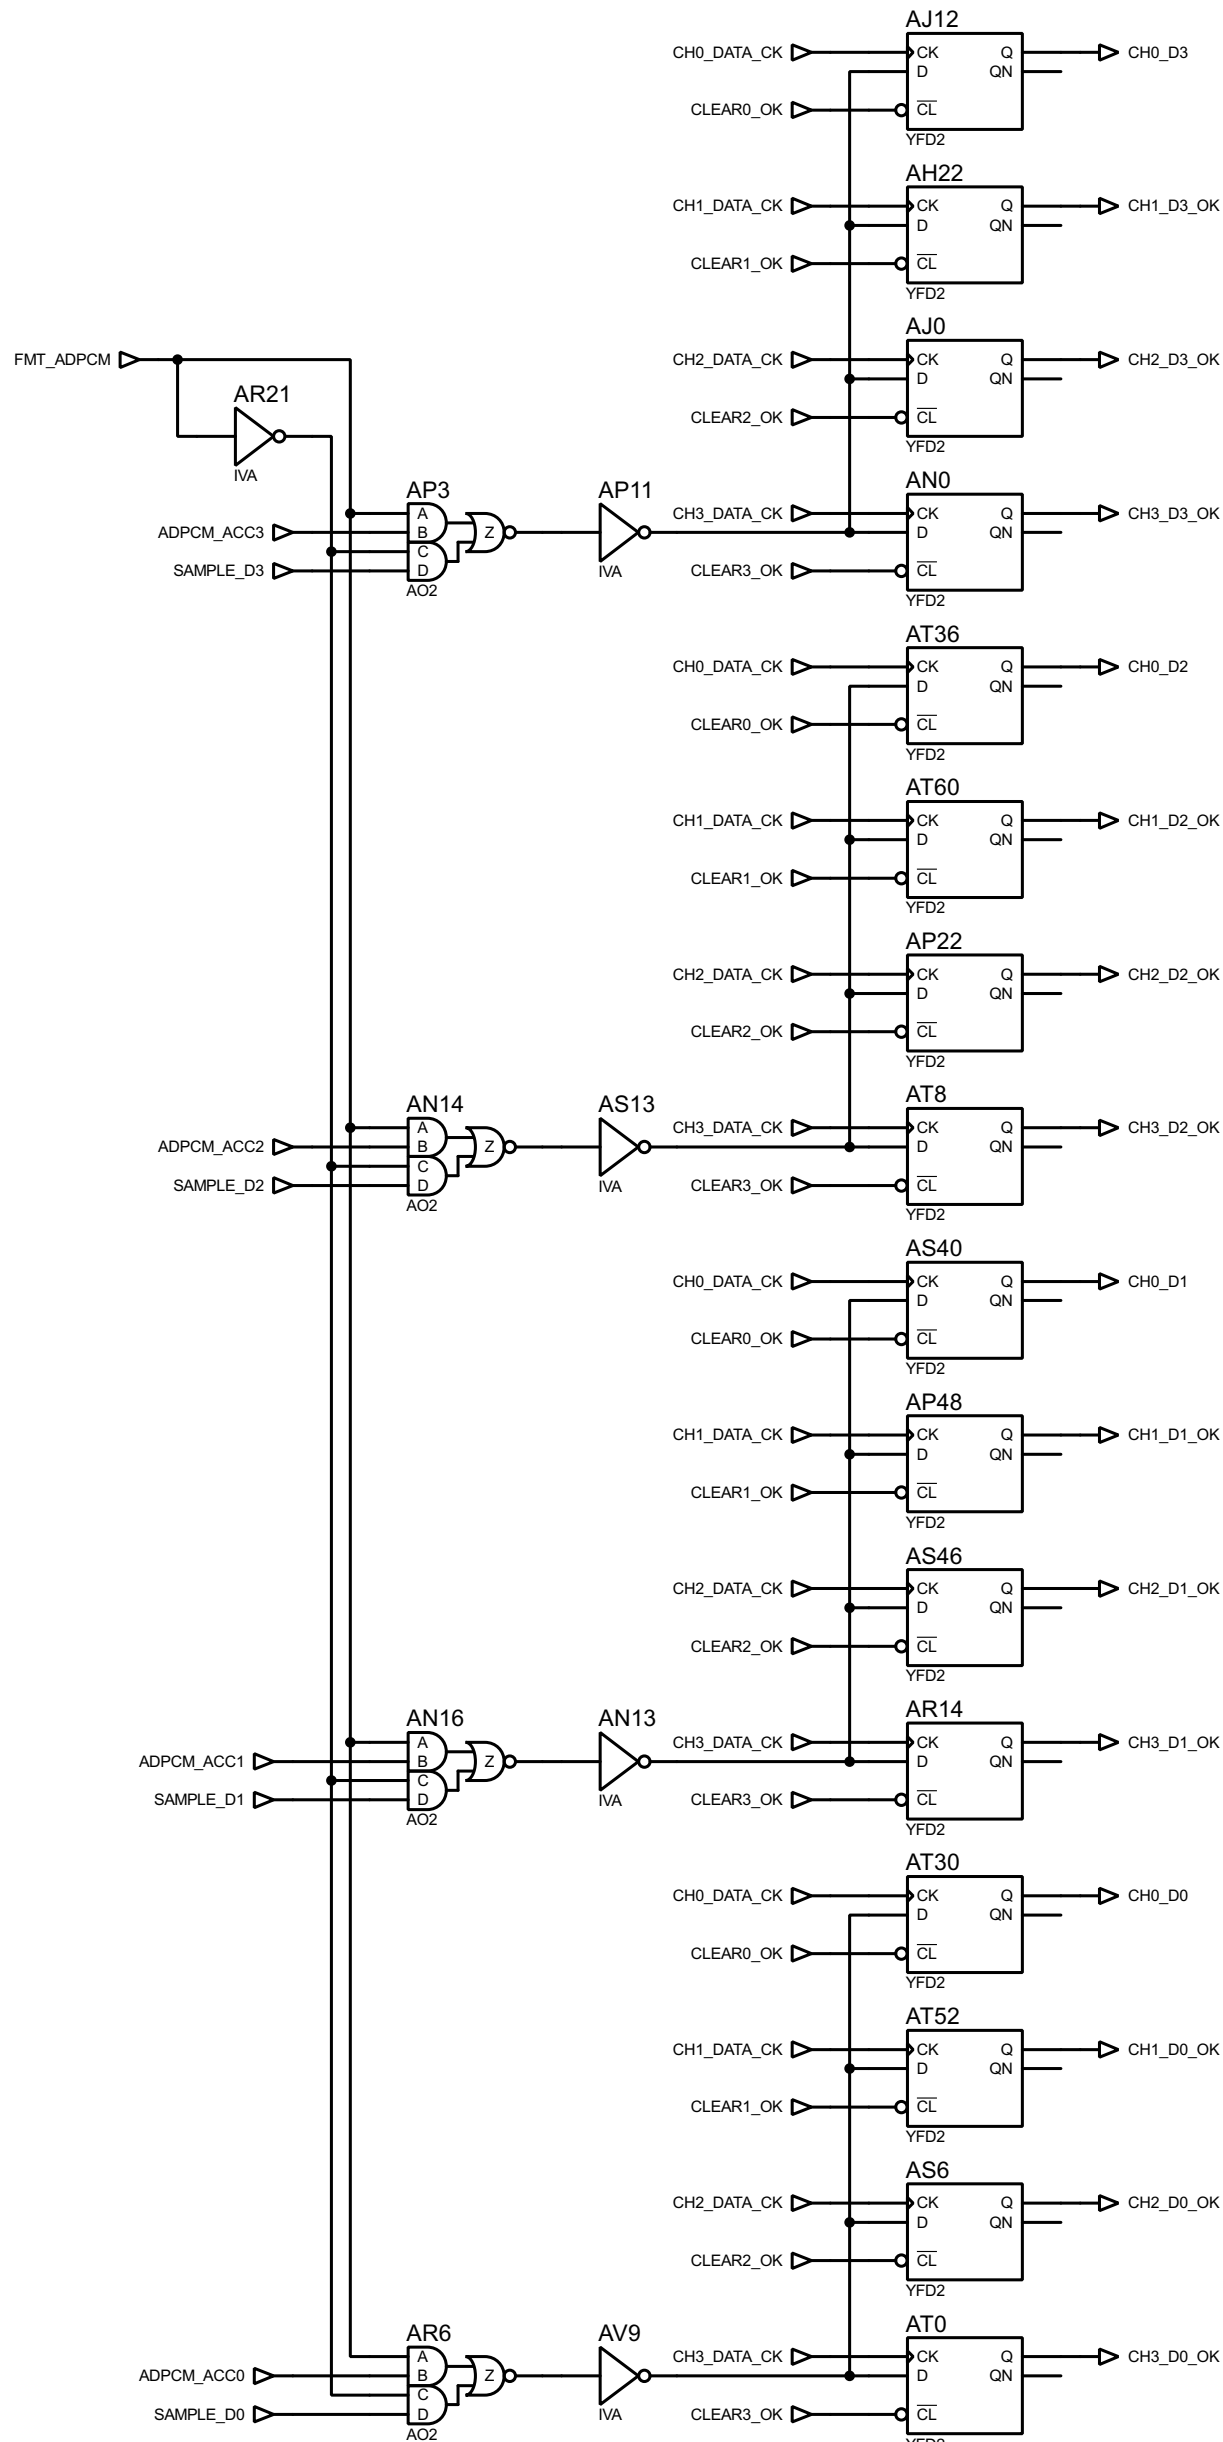 AJ12
CH0_DATA_CK CK Q CH0_D3
D QN
CLEAR0_OK CL
YFD2
AH22
CH1_DATA_CK CK Q CH1_D3_OK
D QN
CLEAR1_OK CL
YFD2
AJ0
FMT_ADPCM CH2_DATA_CK CK Q CH2_D3_OK
D QN
AR21
CLEAR2_OK CL
YFD2
IVA
AP3 AP11 AN0
A CH3_DATA_CK CK Q CH3_D3_OK
ADPCM_ACC3 B Z D QN
C
SAMPLE_D3 D IVA CLEAR3_OK CL
AO2 YFD2
AT36
CH0_DATA_CK CK Q CH0_D2
D QN
CLEAR0_OK CL
YFD2
AT60
CH1_DATA_CK CK Q CH1_D2_OK
D QN
CLEAR1_OK CL
YFD2
AP22
CH2_DATA_CK CK Q CH2_D2_OK
D QN
CLEAR2_OK CL
YFD2
AN14 AS13 AT8
A CH3_DATA_CK CK Q CH3_D2_OK
ADPCM_ACC2 B Z D QN
C
SAMPLE_D2 D IVA CLEAR3_OK CL
AO2 YFD2
AS40
CH0_DATA_CK CK Q CH0_D1
D QN
CLEAR0_OK CL
YFD2
AP48
CH1_DATA_CK CK Q CH1_D1_OK
D QN
CLEAR1_OK CL
YFD2
AS46
CH2_DATA_CK CK Q CH2_D1_OK
D QN
CLEAR2_OK CL
YFD2
AN16 AN13 AR14
A CH3_DATA_CK CK Q CH3_D1_OK
ADPCM_ACC1 B Z D QN
C
SAMPLE_D1 D IVA CLEAR3_OK CL
AO2 YFD2
AT30
CH0_DATA_CK CK Q CH0_D0
D QN
CLEAR0_OK CL
YFD2
AT52
CH1_DATA_CK CK Q CH1_D0_OK
D QN
CLEAR1_OK CL
YFD2
AS6
CH2_DATA_CK CK Q CH2_D0_OK
D QN
CLEAR2_OK CL
YFD2
AR6 AV9 AT0
A CH3_DATA_CK CK Q CH3_D0_OK
ADPCM_ACC0 B Z D QN
C
SAMPLE_D0 D IVA CLEAR3_OK CL
AO2 YFD2